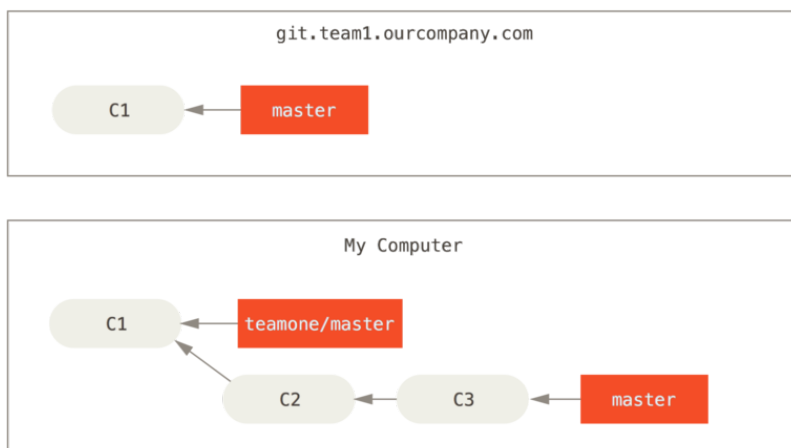 git.team1.ourcompany.com
C1 master
My Computer
C1 teamone/master
C2 C3 master